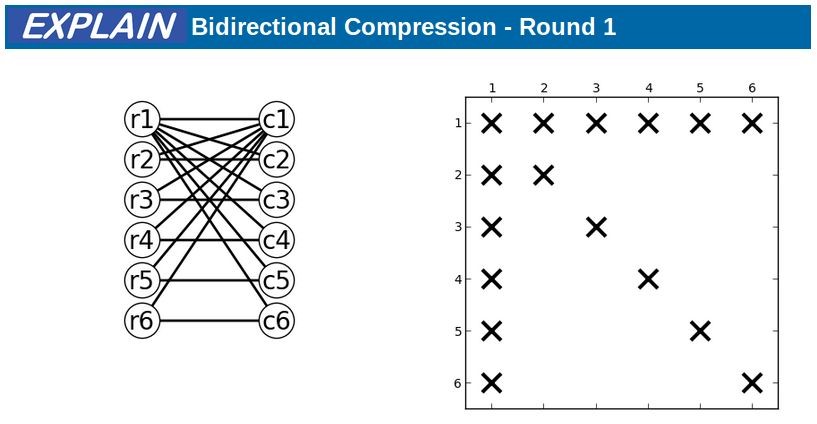 EXPLAIN Bidirectional Compression - Round 1
1 2 3 4 5 6
r1 c1 1
r2 c2 2
r3 c3 3
r4 c4 4
r5 c5 5
r6 c6 6